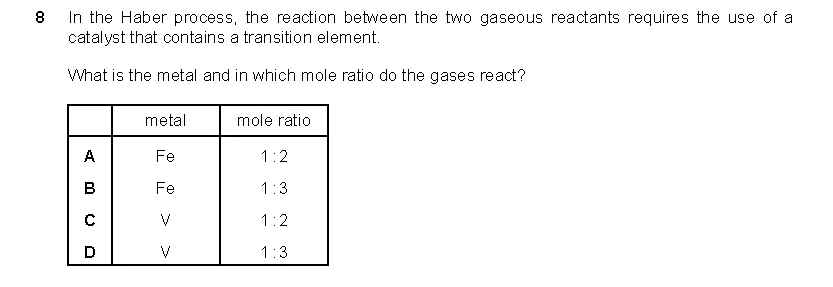 8 In the Haber process, the reaction between the two gaseous reactants requires the use of a
catalyst that contains a transition element.
What is the metal and in which mole ratio do the gases react?
metal mole ratio
A Fe 1:2
B Fe 1:3
C V 1:2
D V 1:3